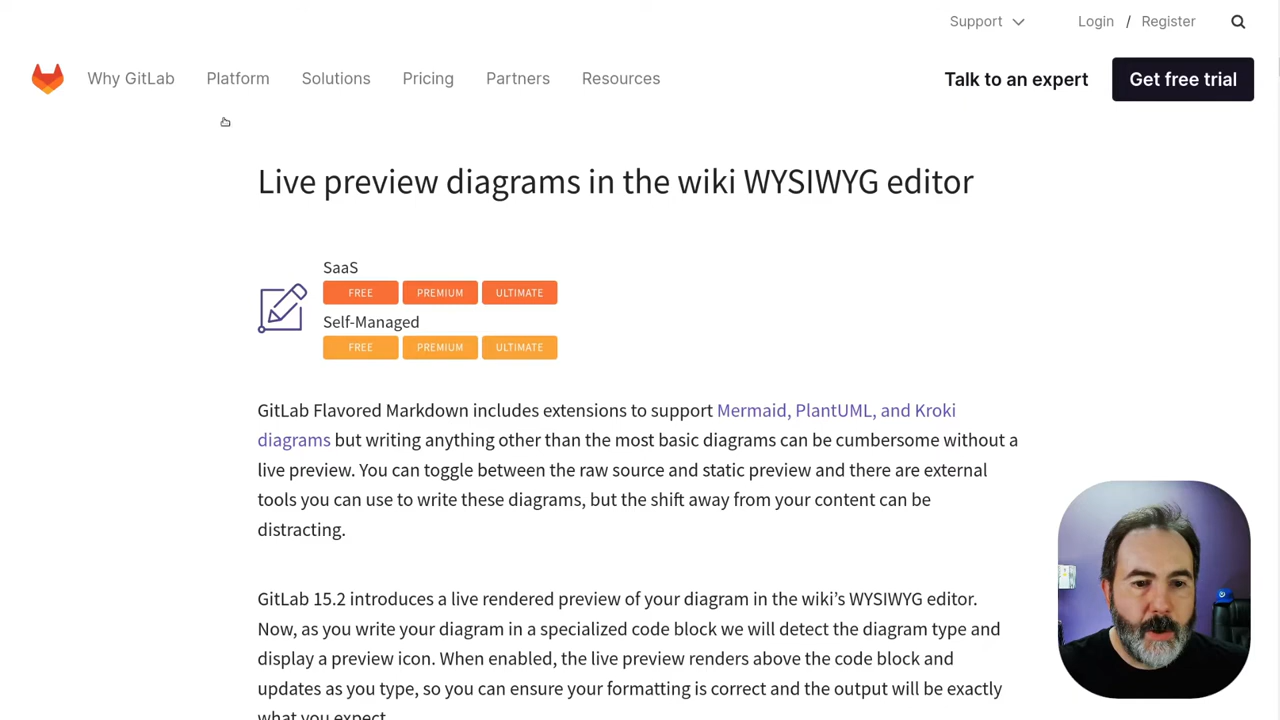 Support
Login / Register
Why GitLab Platform Solutions Pricing Partners Resources Talk to an expert Get free trial
Live preview diagrams in the wiki WYSIWYG editor
SaaS
FREE PREMIUM ULTIMATE
Self-Managed
FREE PREMIUM ULTIMATE
GitLab Flavored Markdown includes extensions to support Mermaid, PlantUML, and Kroki
diagrams but writing anything other than the most basic diagrams can be cumbersome without a
live preview. You can toggle between the raw source and static preview and there are external
tools you can use to write these diagrams, but the shift away from your content can be
distracting.
GitLab 15.2 introduces a live rendered preview of your diagram in the wiki’s WYSIWYG editor.
Now, as you write your diagram in a specialized code block we will detect the diagram type and
display a preview icon. When enabled, the live preview renders above the code block and
updates as you type, so you can ensure your formatting is correct and the output will be exactly
what you expect.